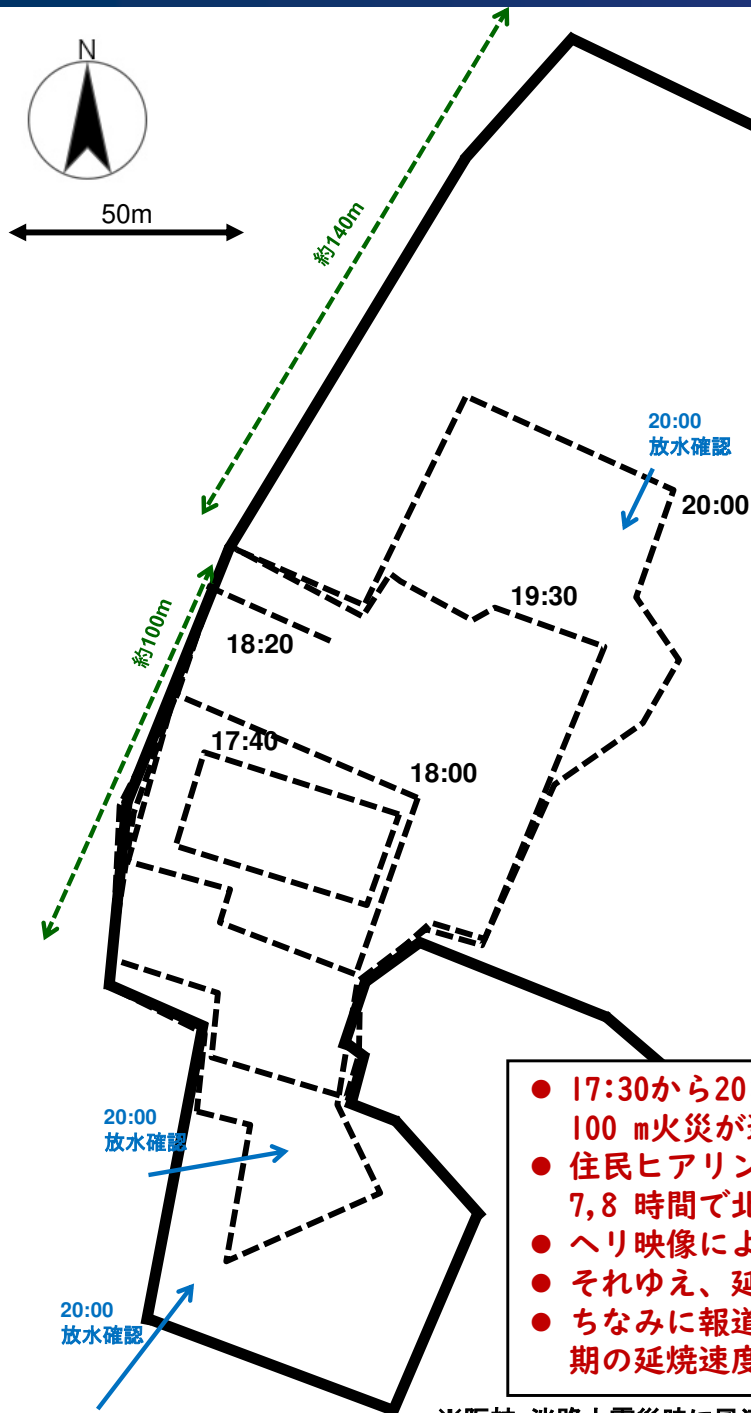 N
50m
約140m
20:00
放水確認
20:00
19:30
約100m
18:20
17:40
18:00
20:00
放水確認
20:00
放水確認
● 17:30から20
100 m火災が
● 住民ヒアリン
7,8 時間で北
● ヘリ映像によ
● それゆえ、延
● ちなみに報道
期の延焼速度